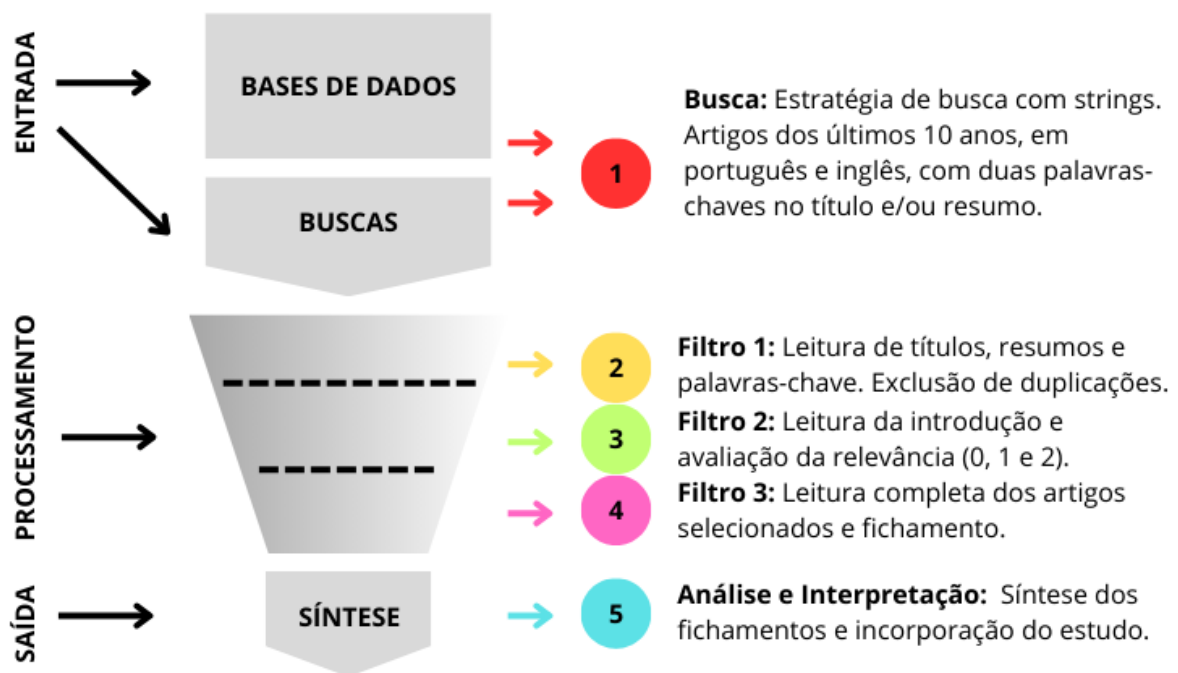 ENTRADA
BASES DE DADOS
BUSCAS
1
Busca: Estratégia de busca com strings.
Artigos dos últimos 10 anos, em
português e inglês, com duas palavras-
chaves no título e/ou resumo.
PROCESSAMENTO
2
Filtro 1: Leitura de títulos, resumos e
palavras-chave. Exclusão de duplicações.
3
Filtro 2: Leitura da introdução e
avaliação da relevância (0, 1 e 2).
4
Filtro 3: Leitura completa dos artigos
selecionados e fichamento.
SAÍDA
SÍNTESE
5
Análise e Interpretação: Síntese dos
fichamentos e incorporação do estudo.